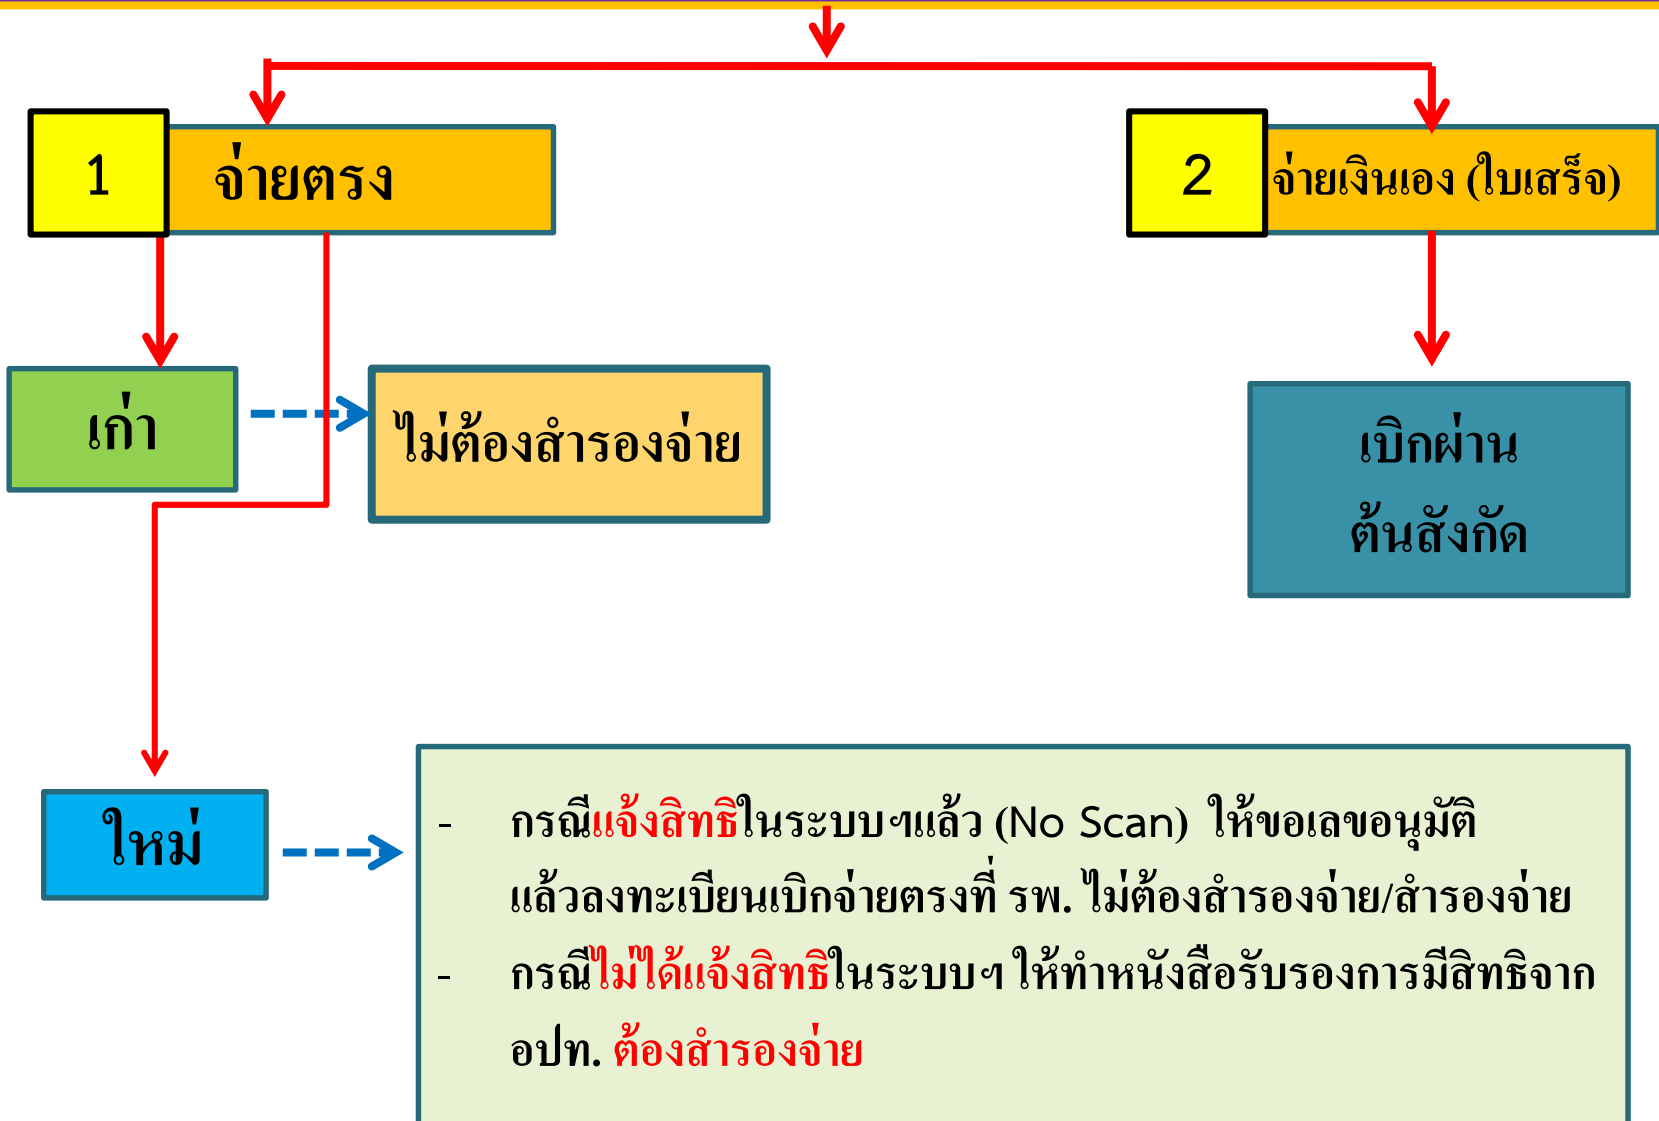 1
จ่ายตรง
2
จ่ายเงินเอง (ใบเสร็จ)
เก่า
ไม่ต้องสำรองจ่าย
เบิกผ่าน
ต้นสังกัด
ใหม่
- กรณีแจ้งสิทธิในระบบฯแล้ว (No Scan) ให้ขอเลขอนุมัติ
แล้วลงทะเบียนเบิกจ่ายตรงที่ รพ. ไม่ต้องสำรองจ่าย/สำรองจ่าย
- กรณีไม่ได้แจ้งสิทธิในระบบฯ ให้ทำหนังสือรับรองการมีสิทธิจาก
อปท. ต้องสำรองจ่าย